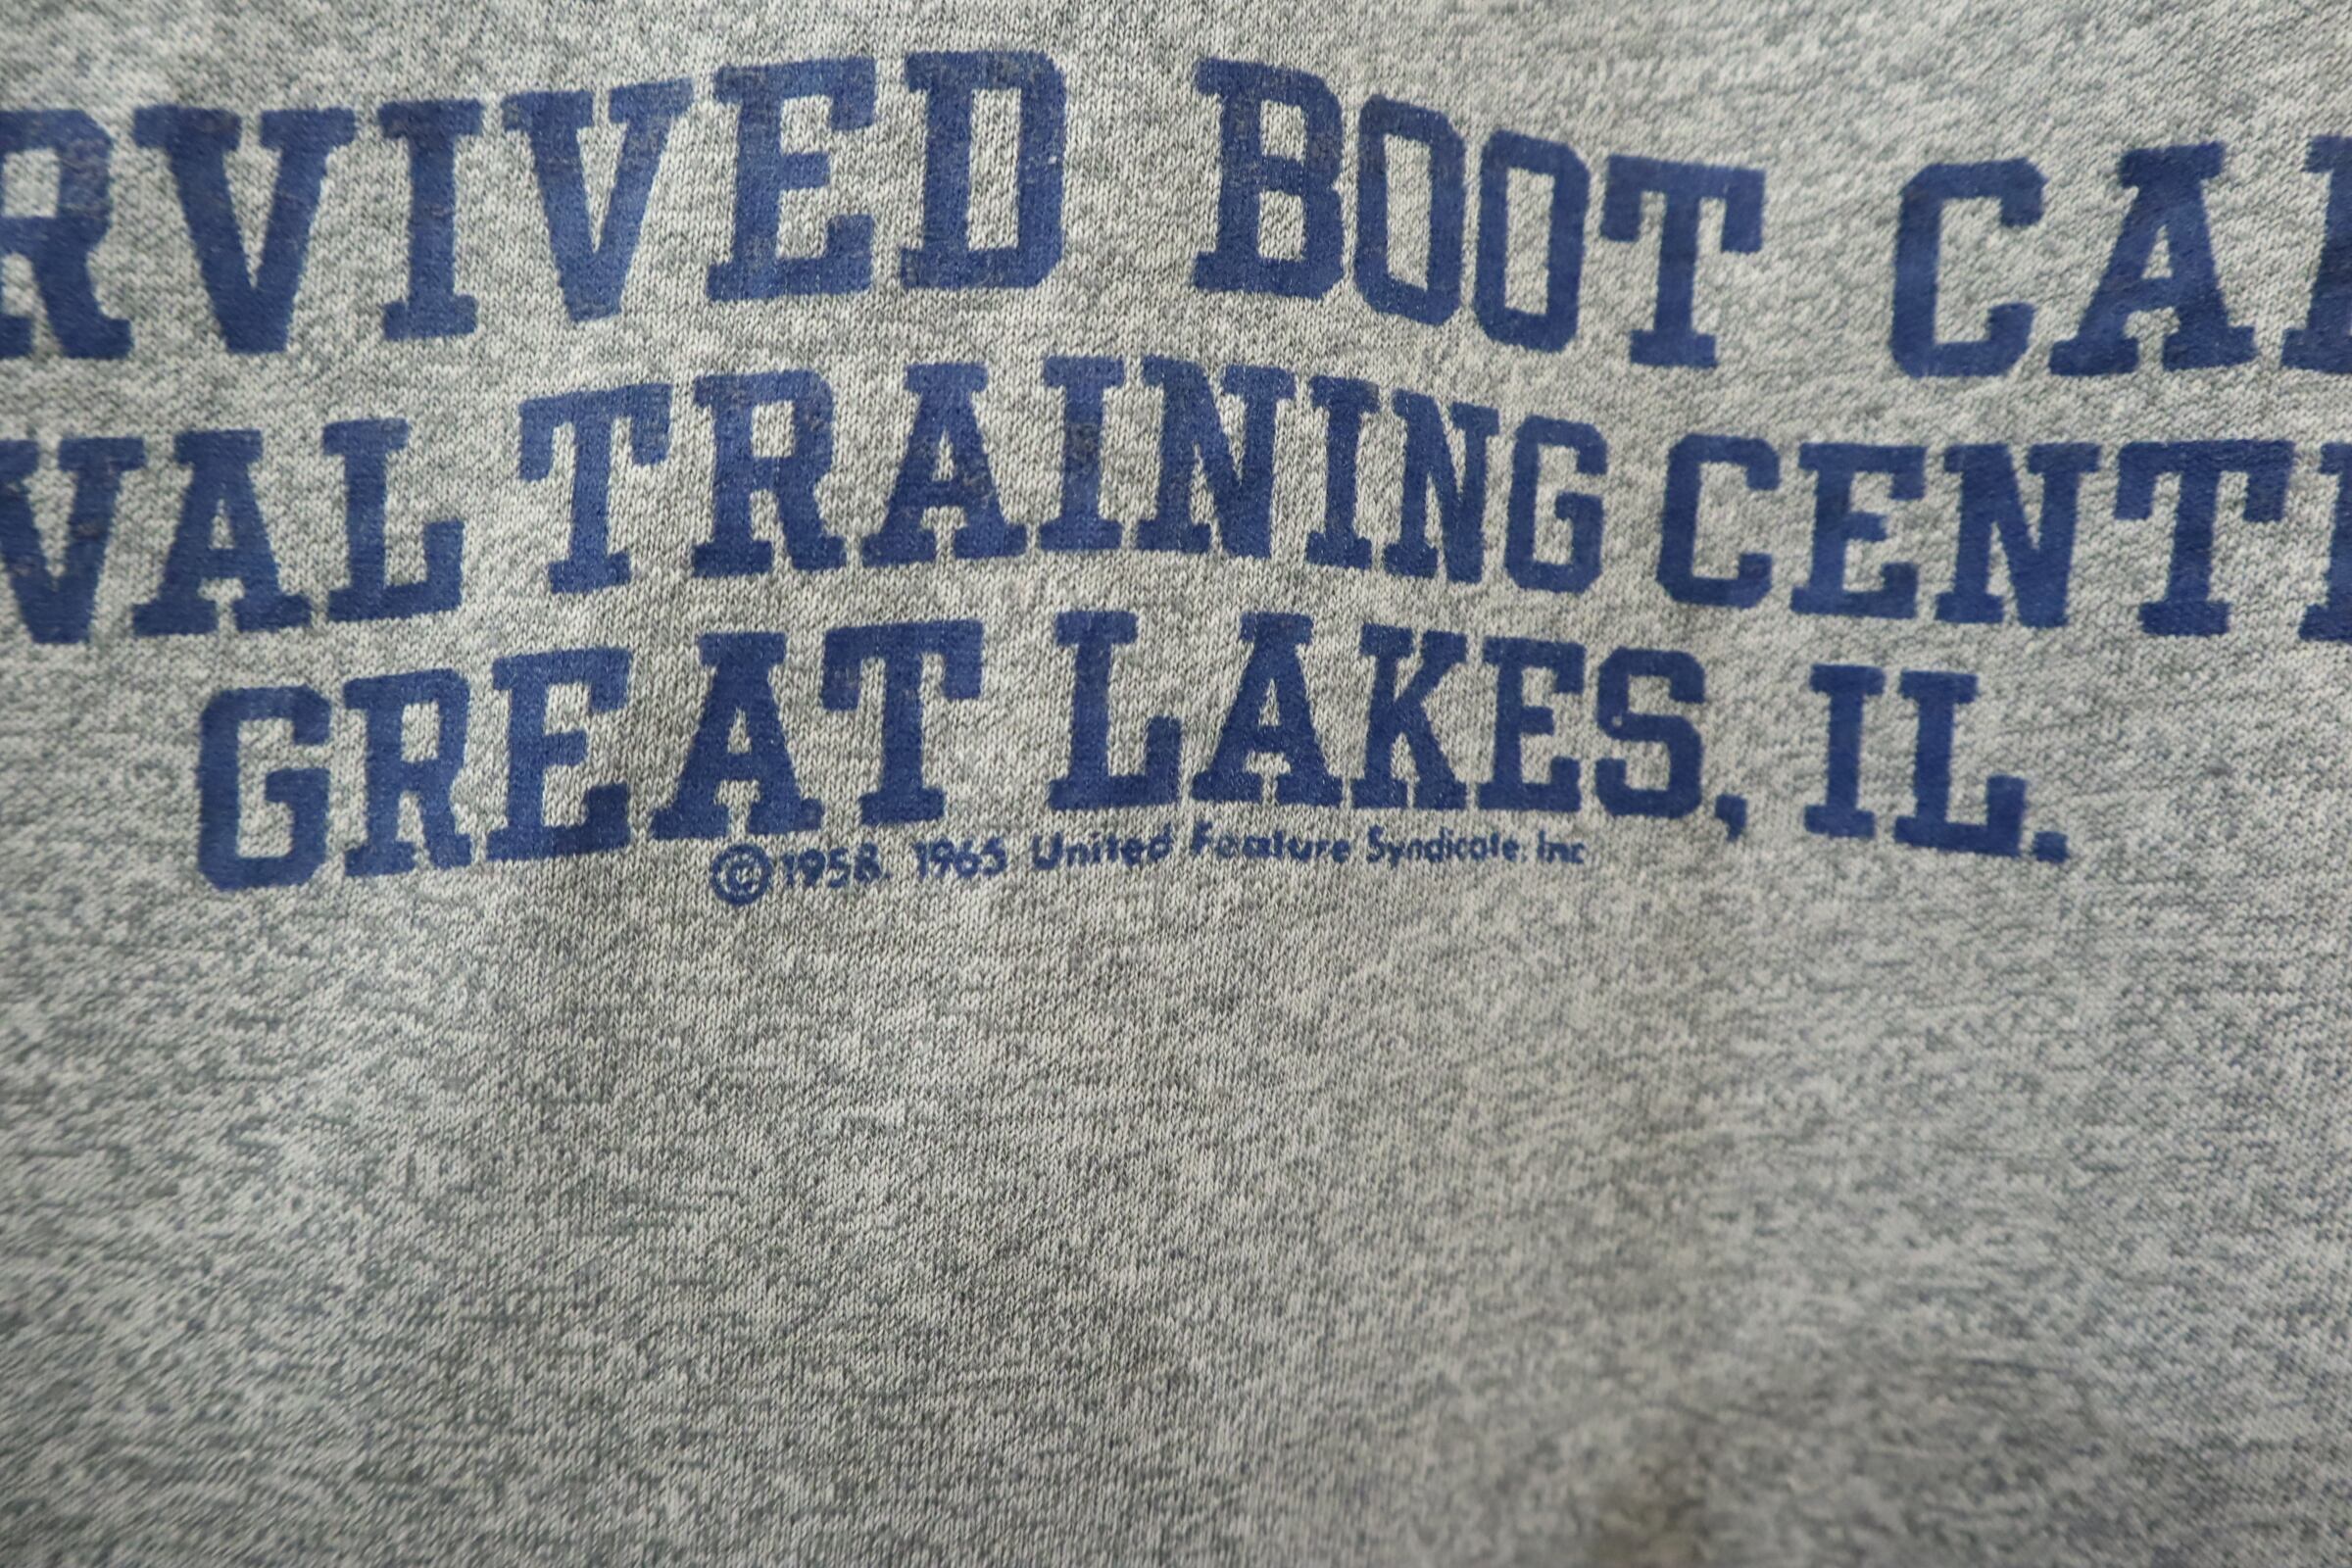 RVIVED BOOT CA
VAL TRAINING CENT
GREAT LAKES, IL.
©1958, 1965 United Feature Syndicate, Inc